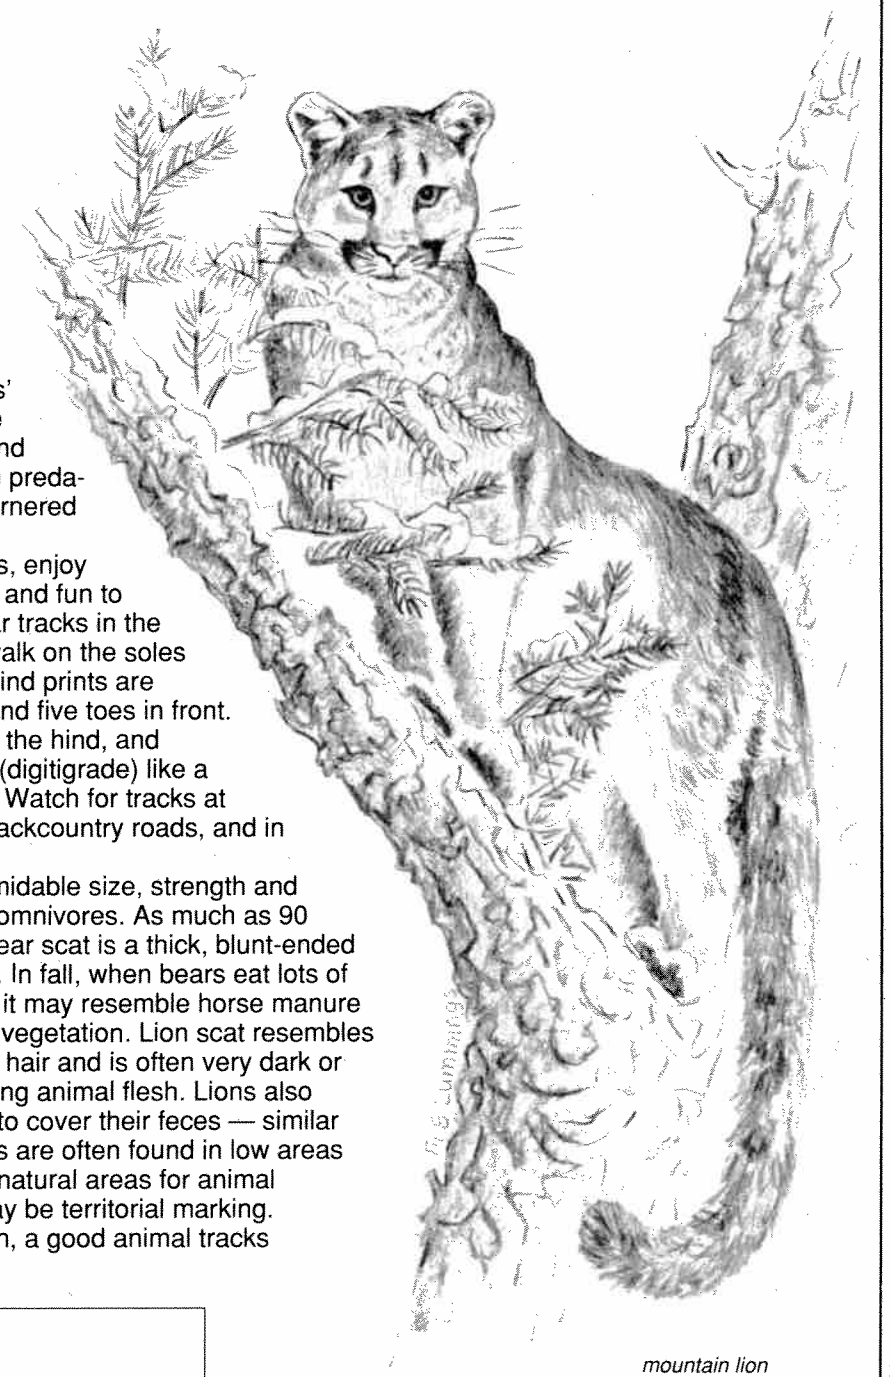 s’
e
nd
preda-
rnered
s, enjoy
and fun to
r tracks in the
alk on the soles
ind prints are
nd five toes in front.
the hind, and
(digitigrade) like a
Watch for tracks at
ackcountry roads, and in
nidable size, strength and
omnivores. As much as 90
ear scat is a thick, blunt-ended
. In fall, when bears eat lots of
it may resemble horse manure
vegetation. Lion scat resembles
hair and is often very dark or
ng animal flesh. Lions also
to cover their feces — similar
s are often found in low areas
natural areas for animal
ay be territorial marking.
n, a good animal tracks
Cummings
mountain lion